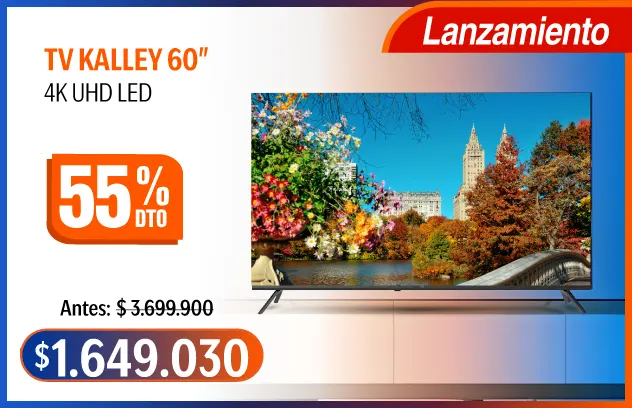 Lanzamiento
TV KALLEY 60"
4K UHD LED
55% DTO
Antes: $ 3.699.900
$1.649.030